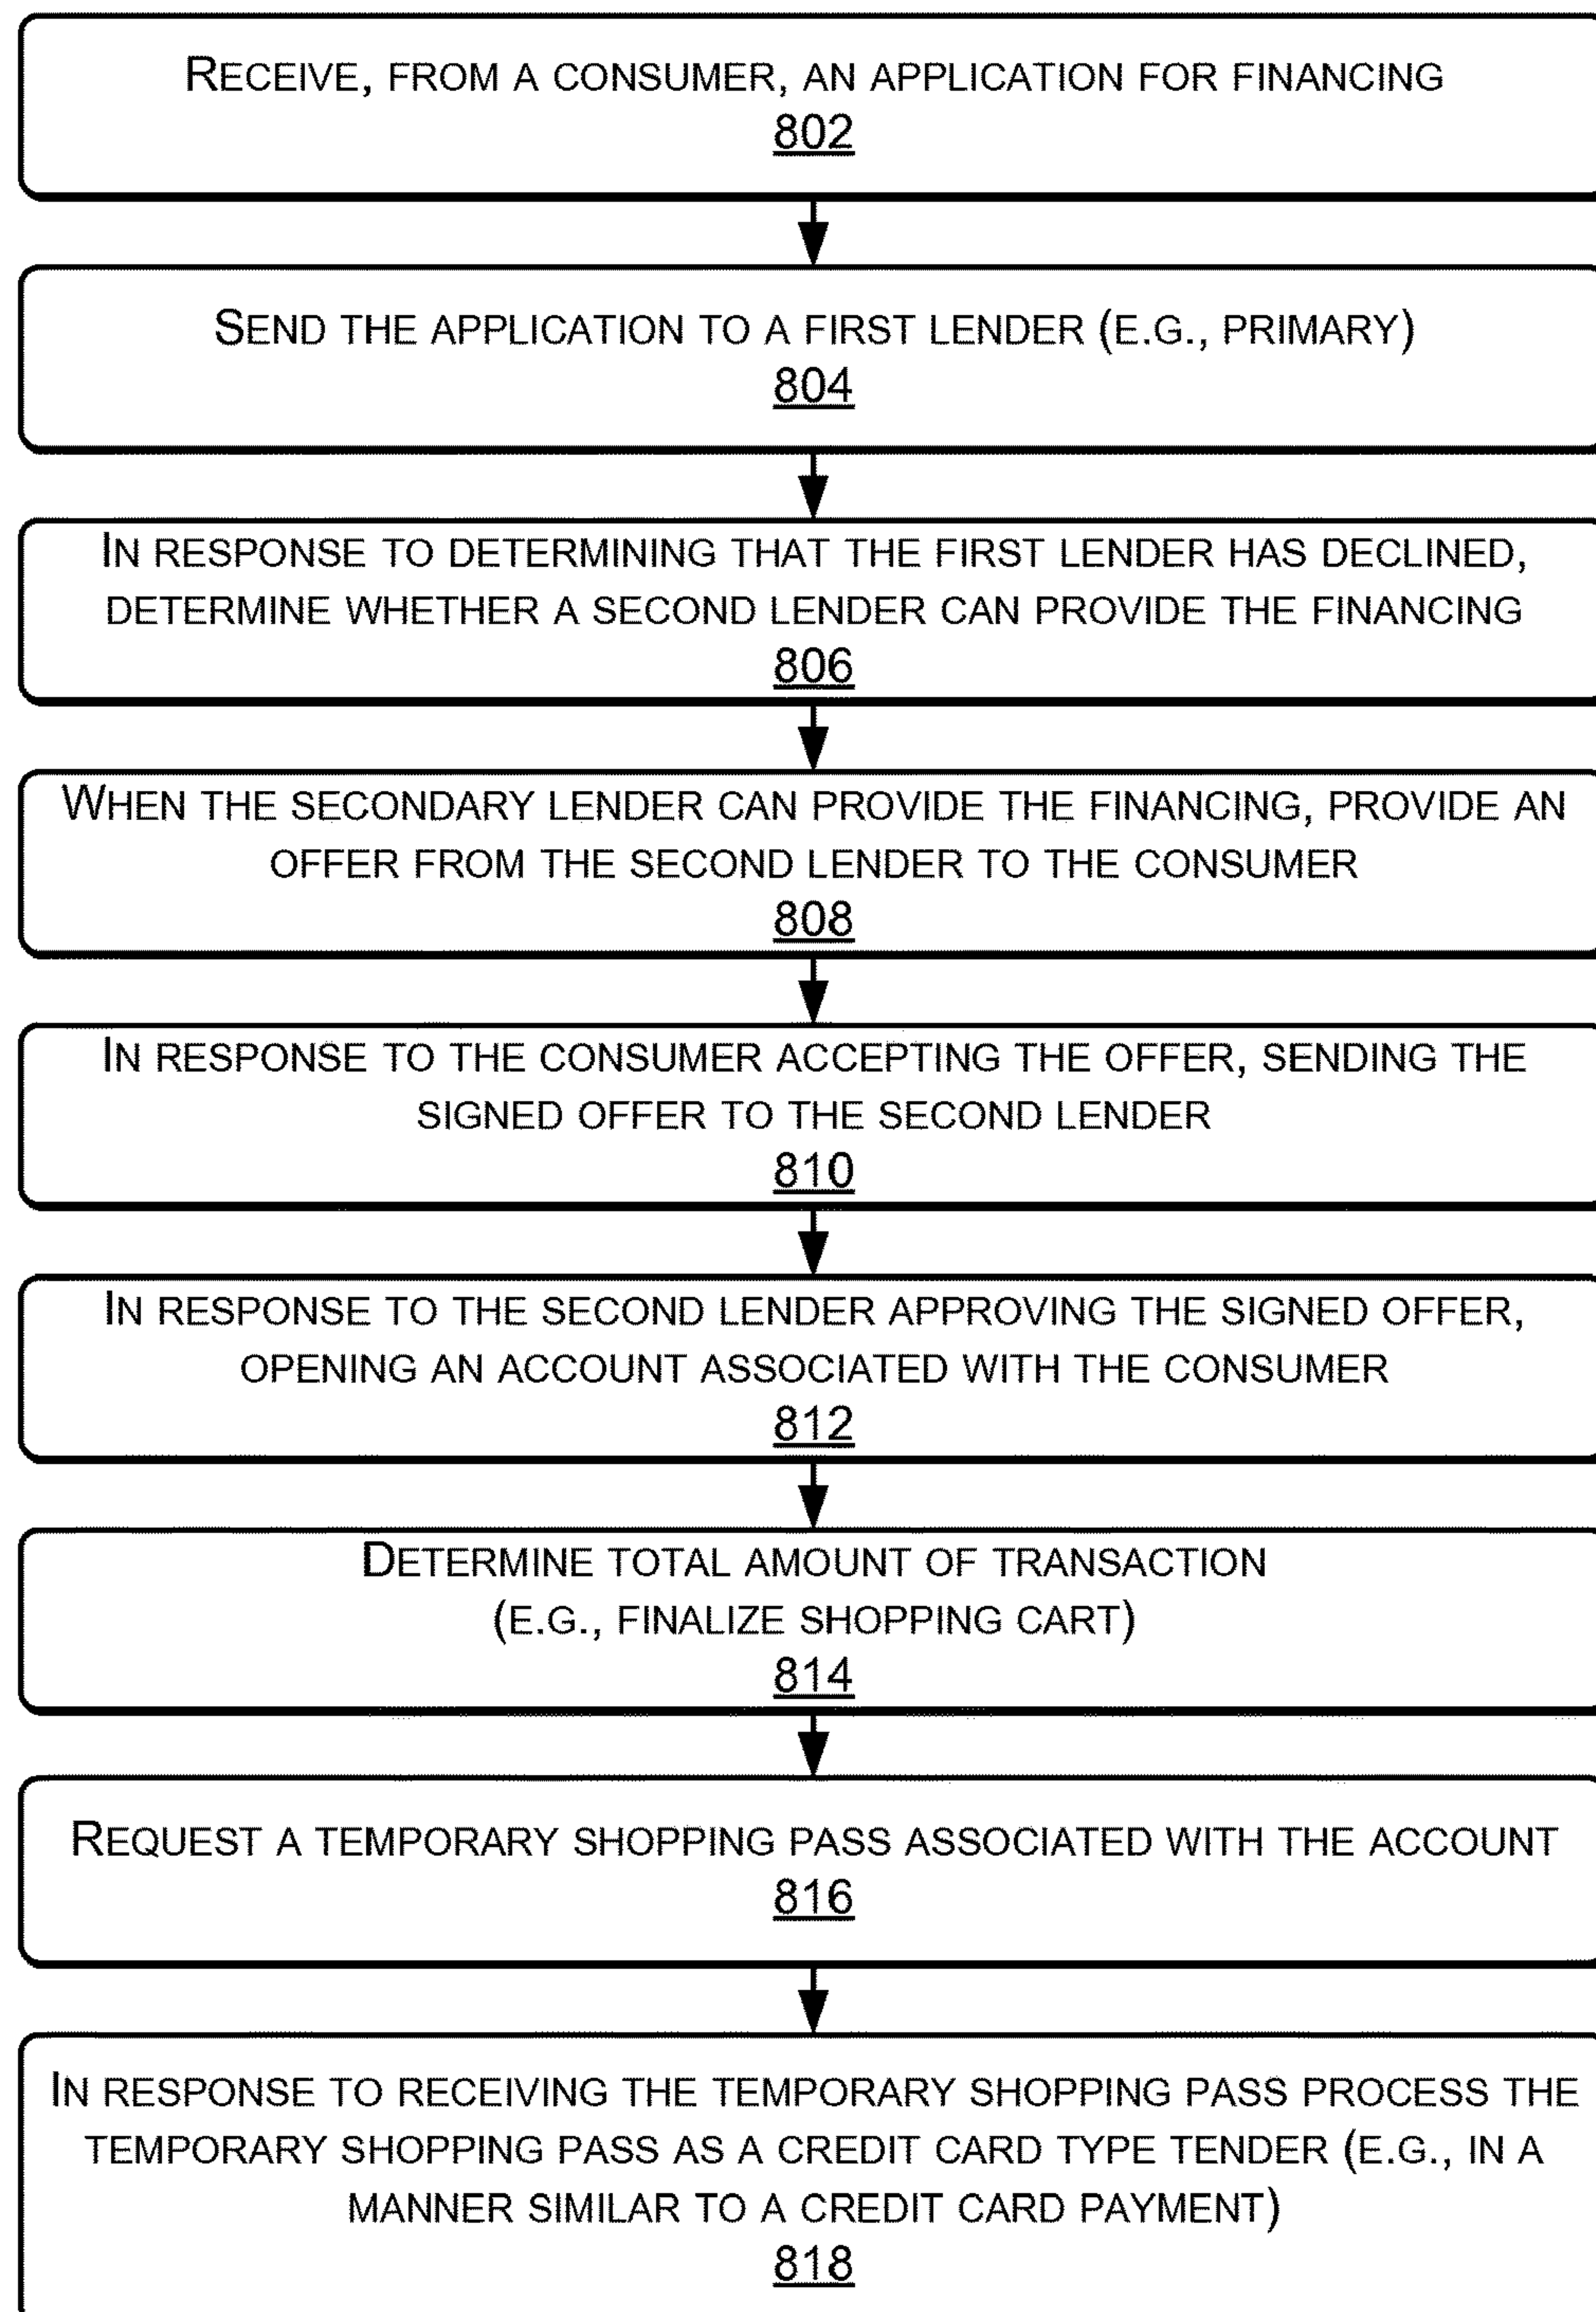 RECEIVE, FROM A CONSUMER, AN APPLICATION FOR FINANCING
802
SEND THE APPLICATION TO A FIRST LENDER (E.G., PRIMARY)
804
IN RESPONSE TO DETERMINING THAT THE FIRST LENDER HAS DECLINED,
DETERMINE WHETHER A SECOND LENDER CAN PROVIDE THE FINANCING
806
WHEN THE SECONDARY LENDER CAN PROVIDE THE FINANCING, PROVIDE AN
OFFER FROM THE SECOND LENDER TO THE CONSUMER
808
IN RESPONSE TO THE CONSUMER ACCEPTING THE OFFER, SENDING THE
SIGNED OFFER TO THE SECOND LENDER
810
IN RESPONSE TO THE SECOND LENDER APPROVING THE SIGNED OFFER,
OPENING AN ACCOUNT ASSOCIATED WITH THE CONSUMER
812
DETERMINE TOTAL AMOUNT OF TRANSACTION
(E.G., FINALIZE SHOPPING CART)
814
REQUEST A TEMPORARY SHOPPING PASS ASSOCIATED WITH THE ACCOUNT
816
IN RESPONSE TO RECEIVING THE TEMPORARY SHOPPING PASS PROCESS THE
TEMPORARY SHOPPING PASS AS A CREDIT CARD TYPE TENDER (E.G., IN A
MANNER SIMILAR TO A CREDIT CARD PAYMENT)
818